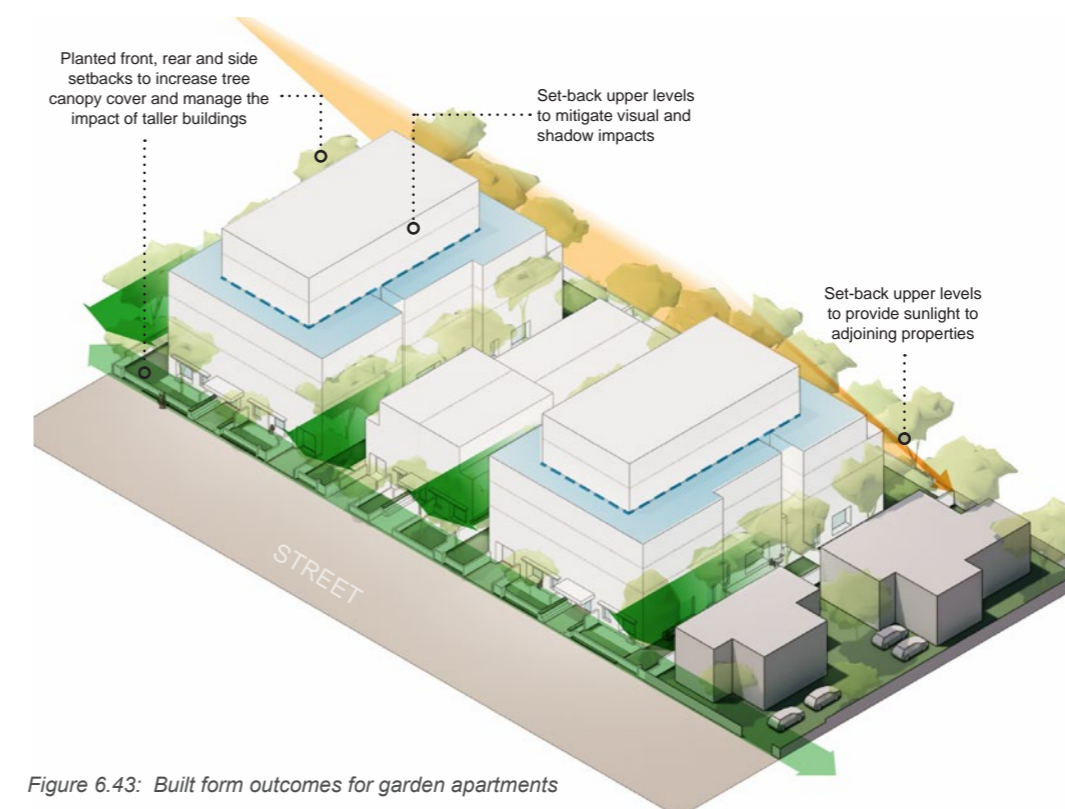 Planted front, rear and side
setbacks to increase tree
canopy cover and manage the
impact of taller buildings
Set-back upper levels
to mitigate visual and
shadow impacts
Set-back upper levels
to provide sunlight to
adjoining properties
STREET
Figure 6.43: Built form outcomes for garden apartments